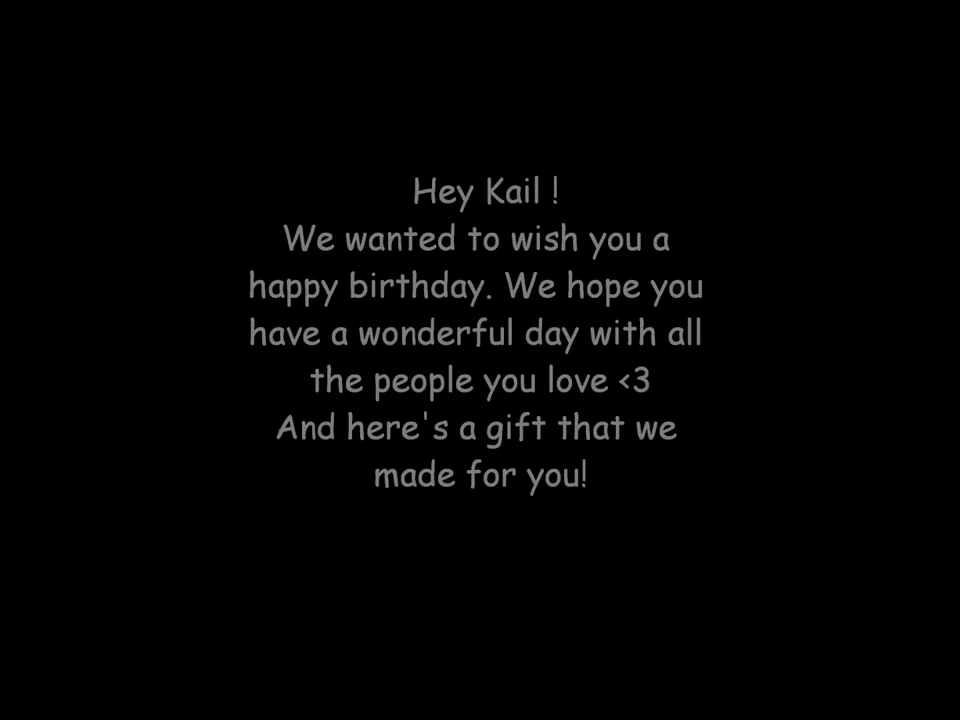 Hey Kail !
We wanted to wish you a
happy birthday. We hope you
have a wonderful day with all
the people you love <3
And here's a gift that we
made for you!